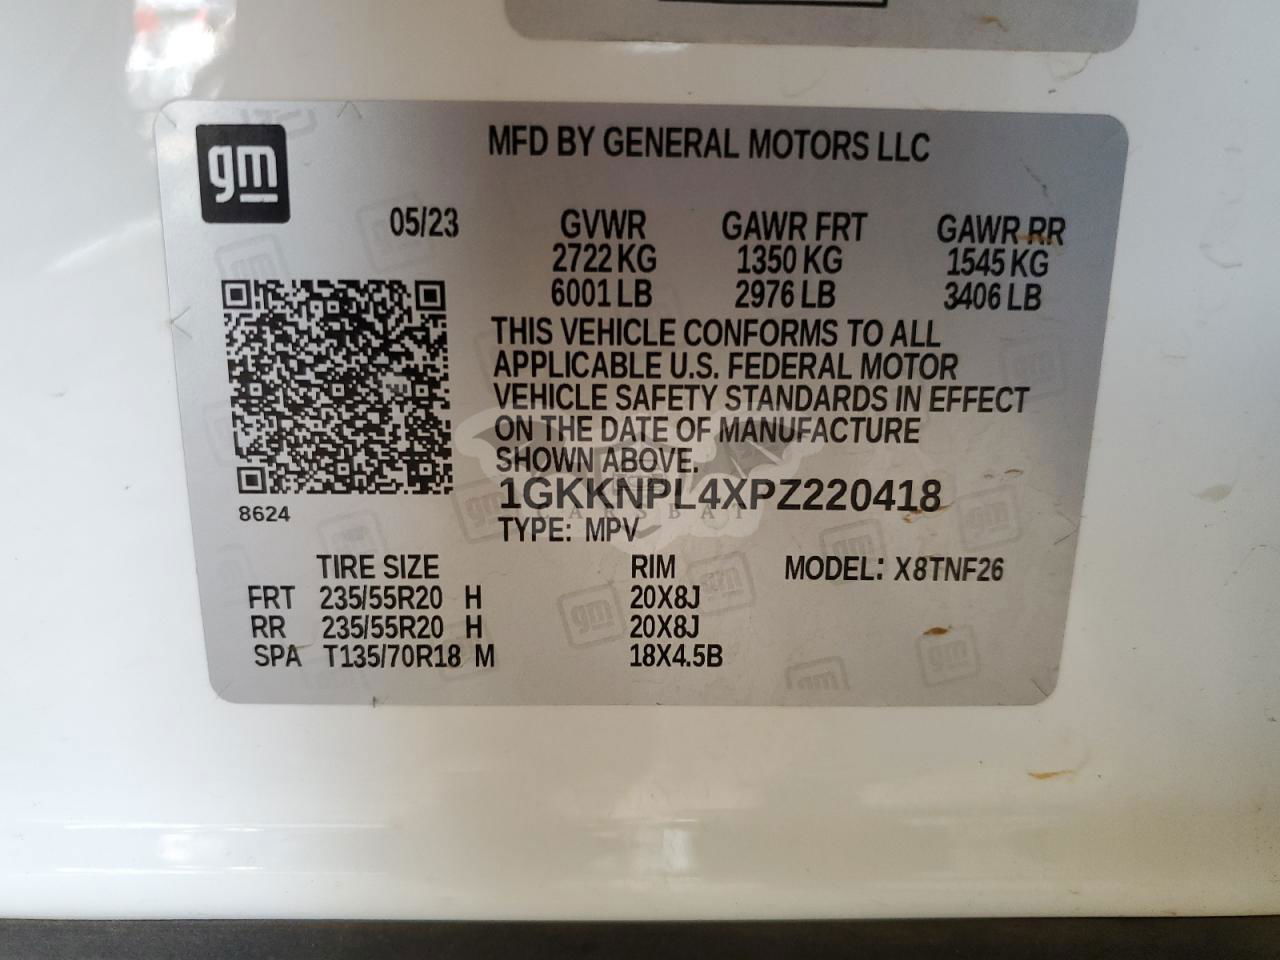 gm
MFD BY GENERAL MOTORS LLC
05/23 GVWR GAWR FRT GAWR RR
2722 KG 1350 KG 1545 KG
6001 LB 2976 LB 3406 LB
THIS VEHICLE CONFORMS TO ALL
APPLICABLE U.S. FEDERAL MOTOR
VEHICLE SAFETY STANDARDS IN EFFECT
ON THE DATE OF MANUFACTURE
SHOWN ABOVE.
1GKKNPL4XPZ220418
CARSBAT
8624
TYPE: MPV
TIRE SIZE RIM MODEL: X8TNF26
FRT 235/55R20 H 20X8J
RR 235/55R20 H 20X8J
SPA T135/70R18 M 18X4.5B